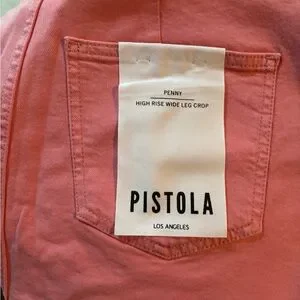 PENNY
HIGH RISE WIDE LEG CROP
PISTOLA
LOS ANGELES